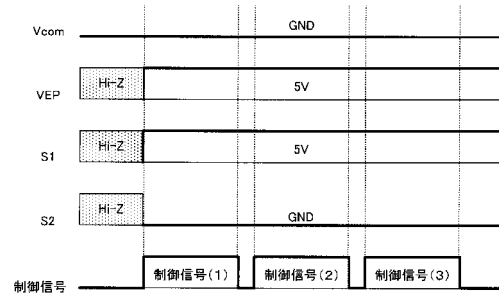 Vcom GND
VEP Hi-Z 5V
S1 Hi-Z 5V
S2 Hi-Z GND
制御信号 制御信号(1) 制御信号(2) 制御信号(3)